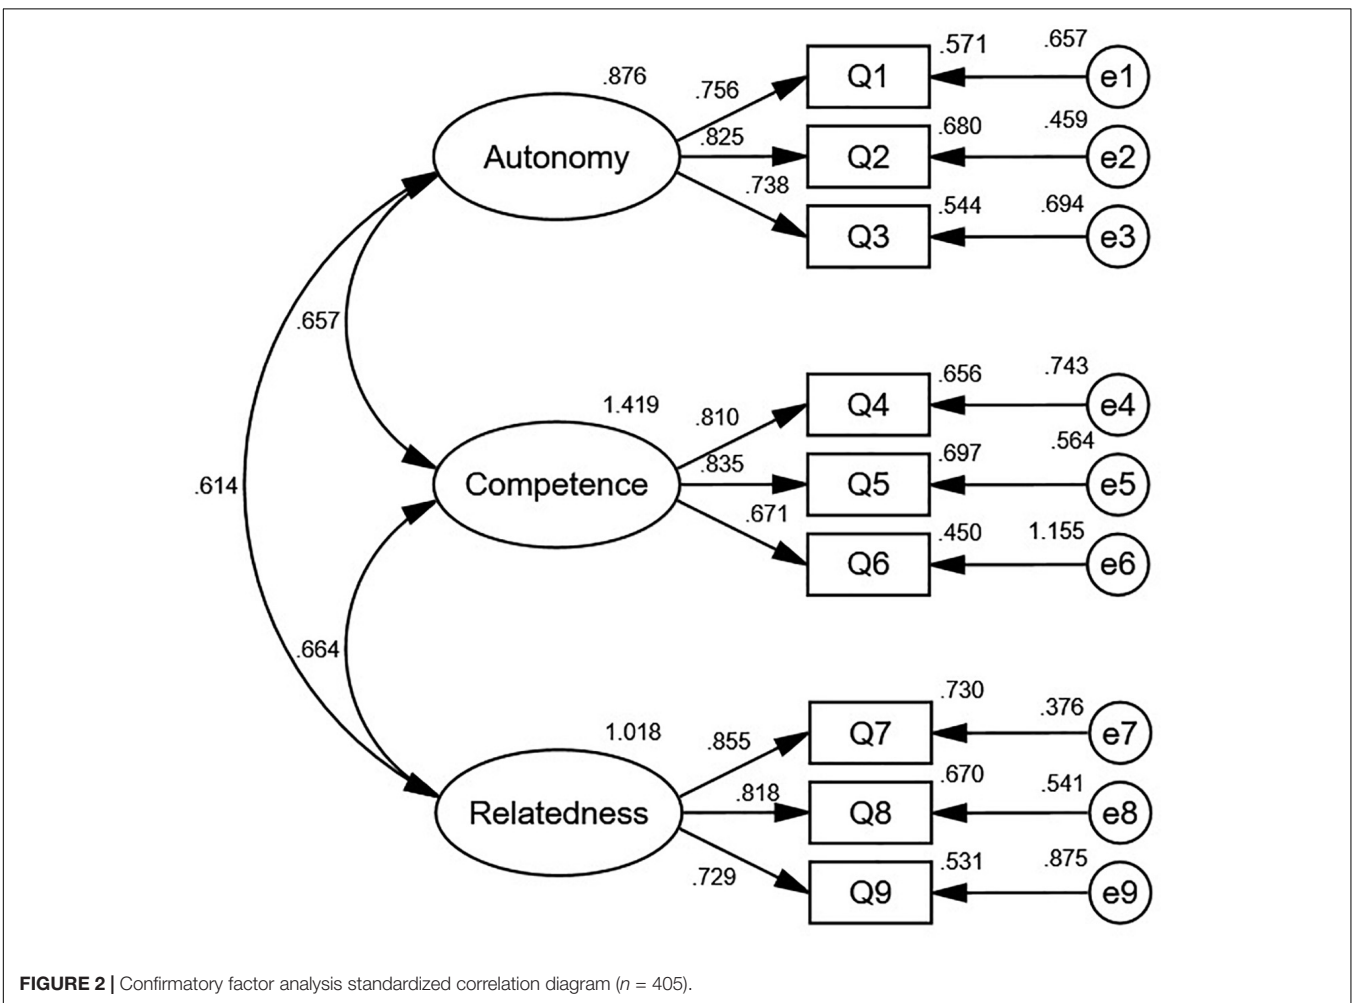 .571 .657
.876 .756 Q1 e1
.825 .680 .459
Autonomy Q2 e2
.738 .544 .694
Q3 e3
.657
.656 .743
1.419 .810 Q4 e4
.835 .697 .564
Competence Q5 e5
.614
.671 .450 1.155
Q6 e6
.664
.730 .376
1.018 .855 Q7 e7
.818 .670 .541
Relatedness Q8 e8
.729 .531 .875
Q9 e9
FIGURE 2 | Confirmatory factor analysis standardized correlation diagram (n = 405).